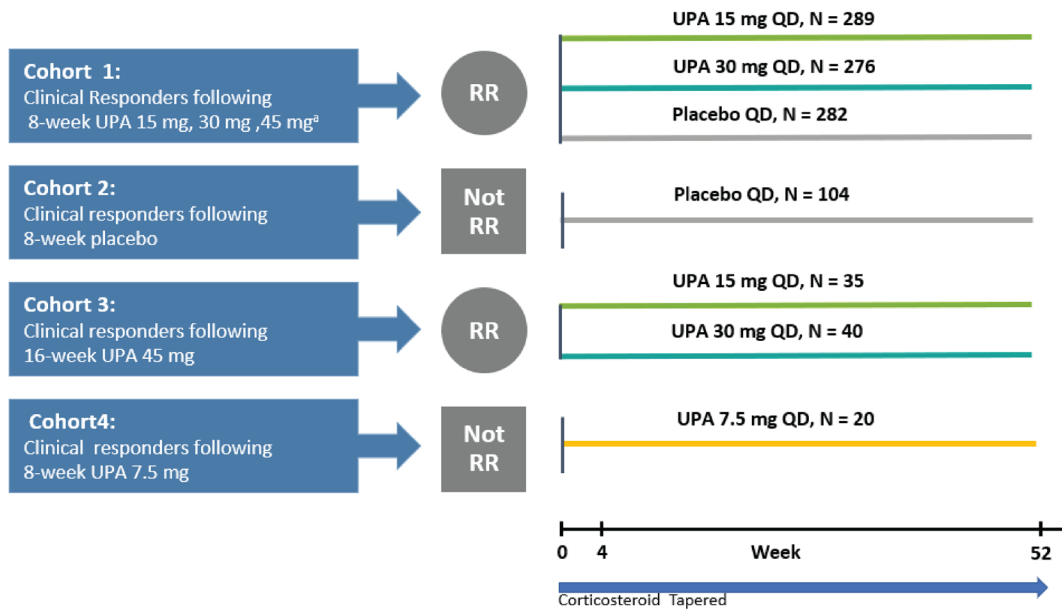 Cohort 1:
Clinical Responders following
8-week UPA 15 mg, 30 mg ,45 mgª
RR
UPA 15 mg QD, N = 289
UPA 30 mg QD, N = 276
Placebo QD, N = 282
Cohort 2:
Clinical responders following
8-week placebo
Not
RR
Placebo QD, N = 104
Cohort 3:
Clinical responders following
16-week UPA 45 mg
RR
UPA 15 mg QD, N = 35
UPA 30 mg QD, N = 40
Cohort4:
Clinical responders following
8-week UPA 7.5 mg
Not
RR
UPA 7.5 mg QD, N = 20
0 4 Week 52
Corticosteroid Tapered